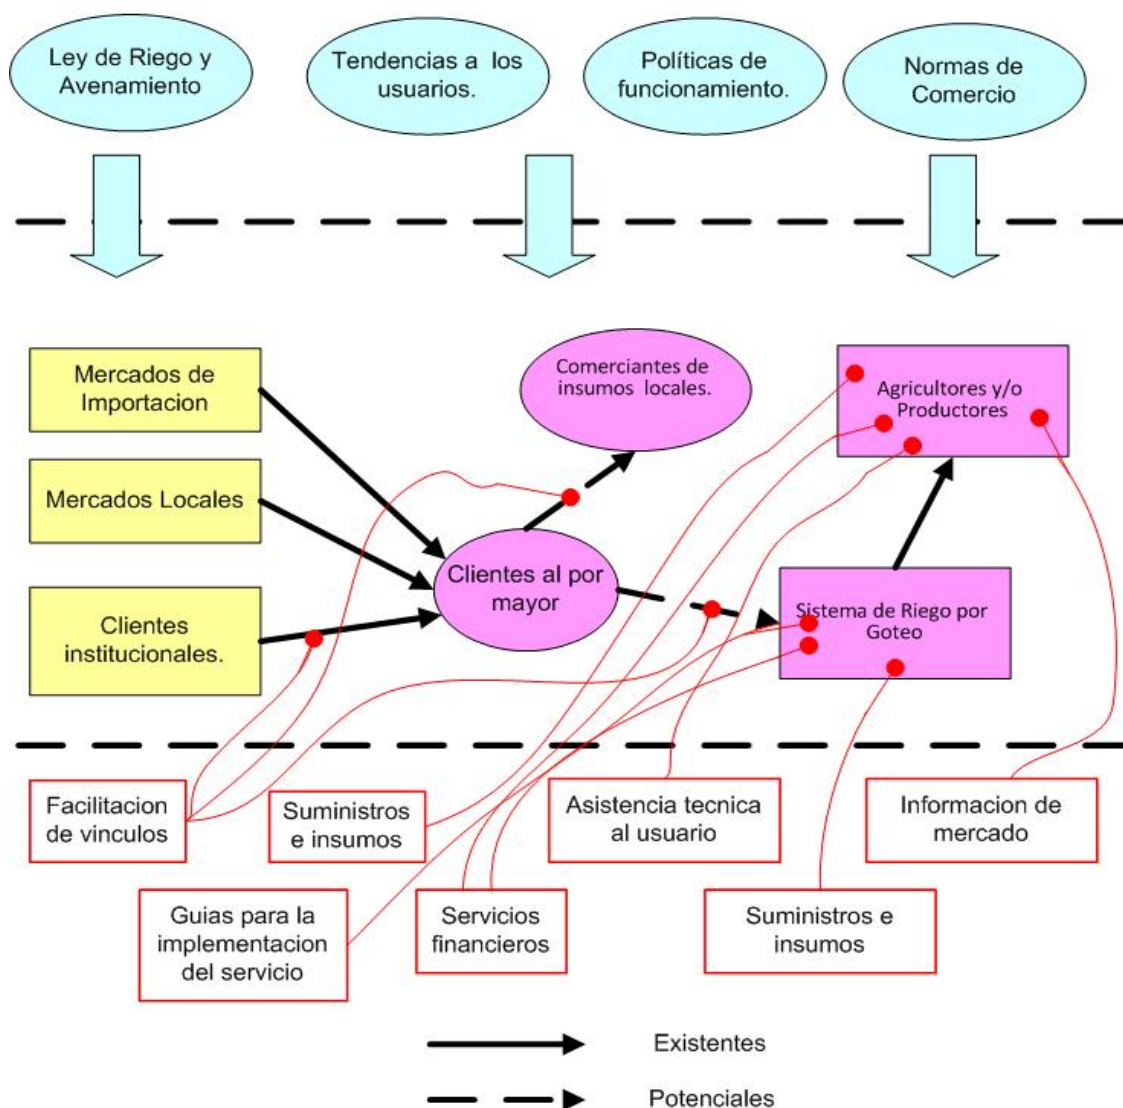 Ley de Riego y
Avenamiento
Tendencias a los
usuarios.
Políticas de
funcionamiento.
Normas de
Comercio
Mercados de
Importacion
Comerciantes de
insumos locales.
Agricultores y/o
Productores
Mercados Locales
Clientes al por
mayor
Clientes
institucionales.
Sistema de Riego por
Goteo
Facilitacion
de vinculos
Suministros
e insumos
Asistencia tecnica
al usuario
Informacion de
mercado
Guias para la
implementacion
del servicio
Servicios
financieros
Suministros e
insumos
Existentes
Potenciales